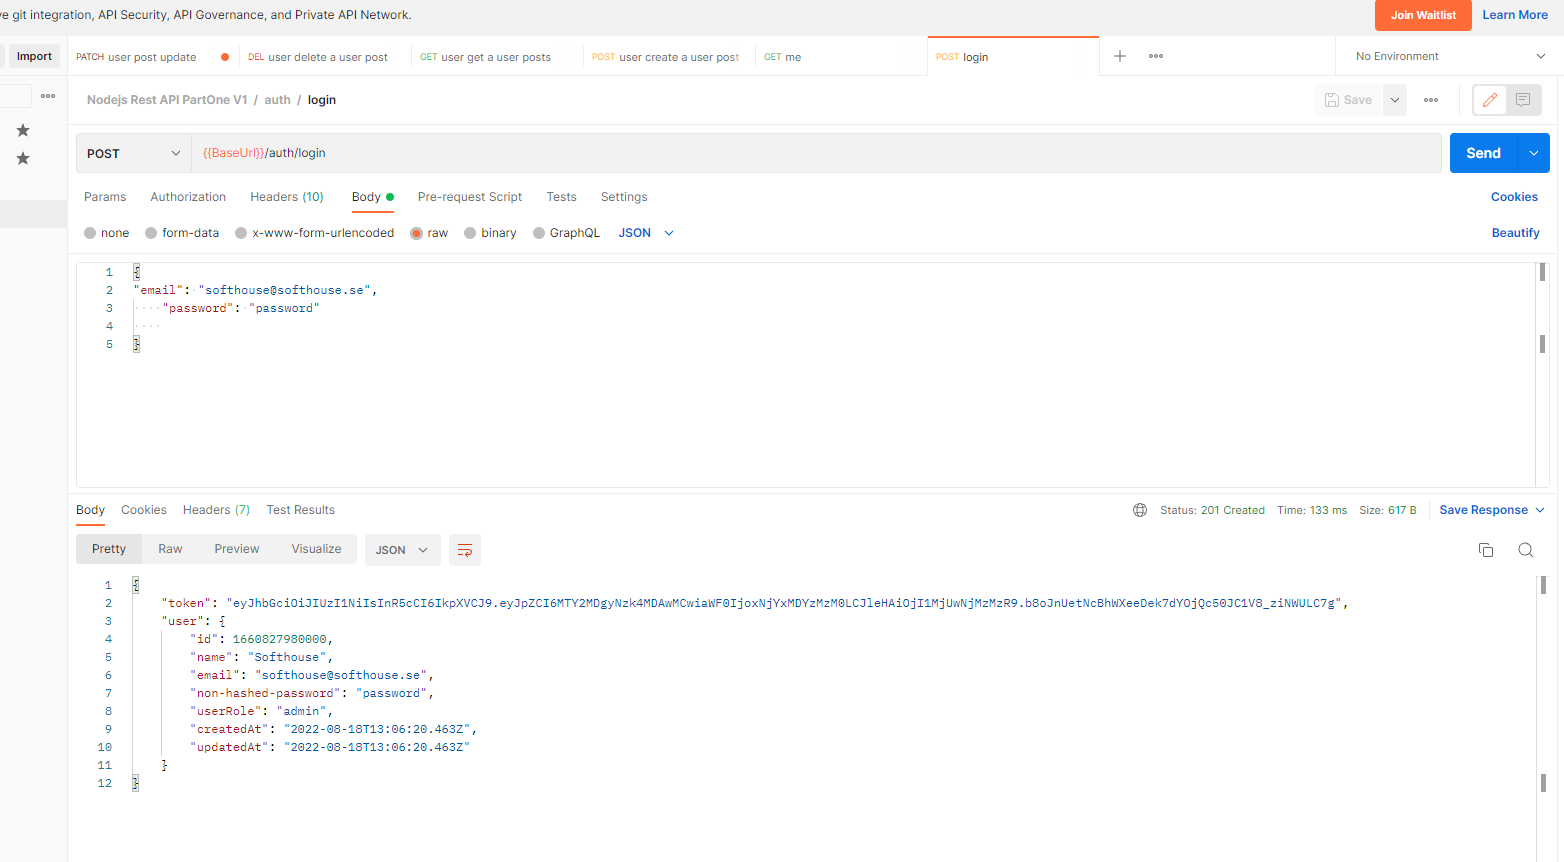 ve git integration, API Security, API Governance, and Private API Network.
Join Waitlist
Learn More
Import
PATCH user post update
DEL user delete a user post
GET user get a user posts
POST user create a user post
GET me
POST login
No Environment
Nodejs Rest API PartOne V1 / auth / login
Save
POST
{{BaseUrl}}/auth/login
Send
Params
Authorization
Headers (10)
Body
Pre-request Script
Tests
Settings
Cookies
none
form-data
x-www-form-urlencoded
raw
binary
GraphQL
JSON
Beautify
1 {
2 "email": "softhouse@softhouse.se",
3 "password": "password"
4
5 }
Body
Cookies
Headers (7)
Test Results
Status: 201 Created
Time: 133 ms
Size: 617 B
Save Response
Pretty
Raw
Preview
Visualize
JSON
1 {
2 "token": "eyJhbGciOiJIUzI1NiIsInR5cCI6IkpXVCJ9.eyJpZCI6MTY2MDgyNzk4MDAwMCwiaWF0IjoxNjYxMDYzMzM0LCJleHAiOjI1MjUwNjMzMzR9.b8oJnUetNcBhWXeeDek7dYOjQc50JC1V8_ziNWULC7g",
3 "user": {
4 "id": 1660827980000,
5 "name": "Softhouse",
6 "email": "softhouse@softhouse.se",
7 "non-hashed-password": "password",
8 "userRole": "admin",
9 "createdAt": "2022-08-18T13:06:20.463Z",
10 "updatedAt": "2022-08-18T13:06:20.463Z"
11 }
12 }